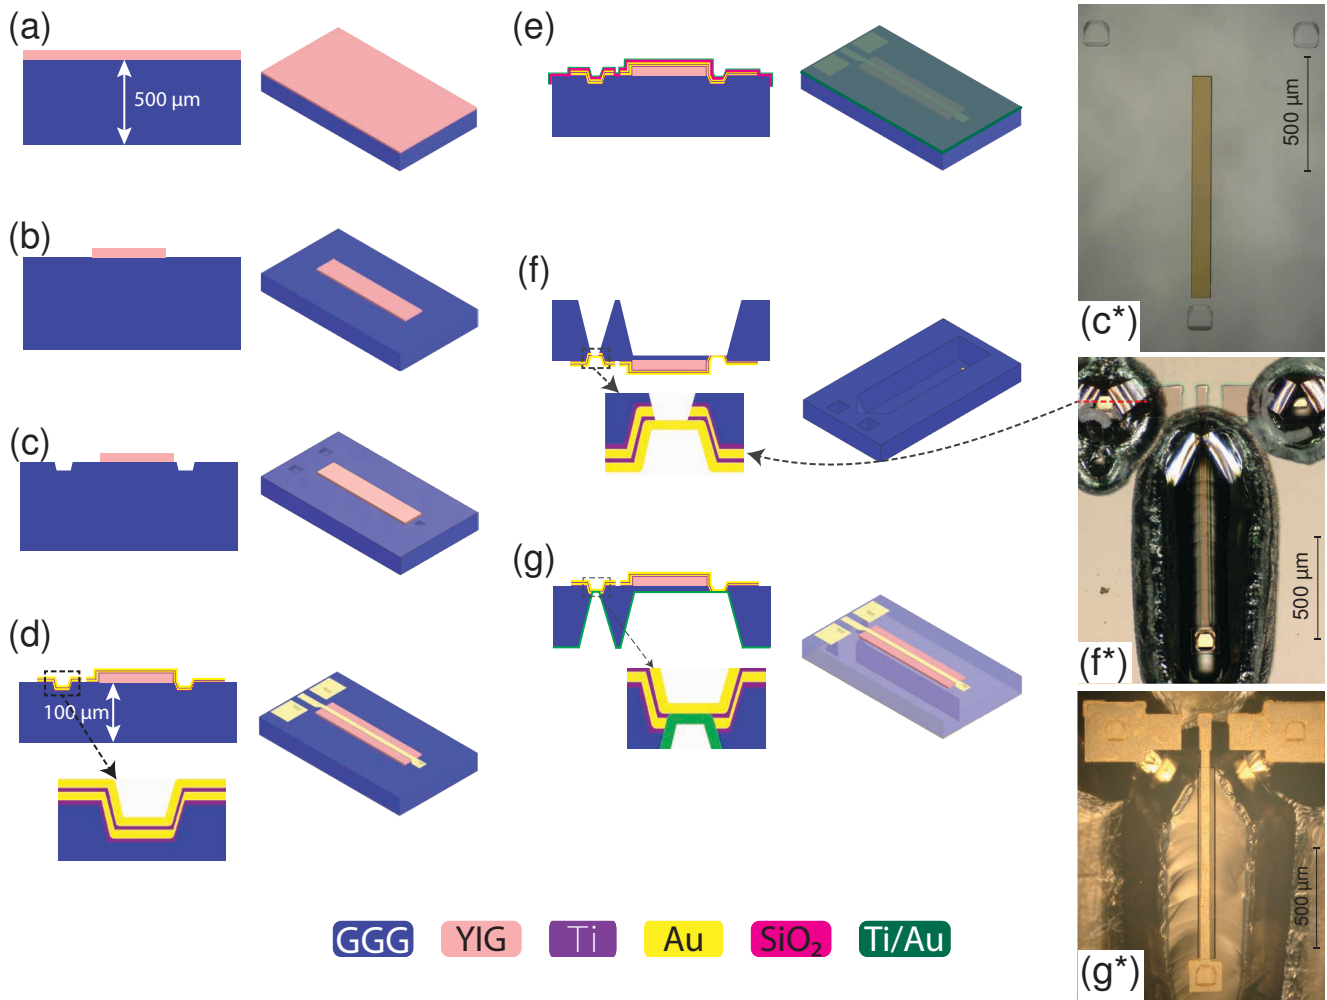 (a)
500 µm
(b)
(c)
(d)
100 µm
(e)
(f)
(g)
500 µm
(c*)
500 µm
(f*)
500 µm
(g*)
GGG YIG Ti Au SiO₂ Ti/Au